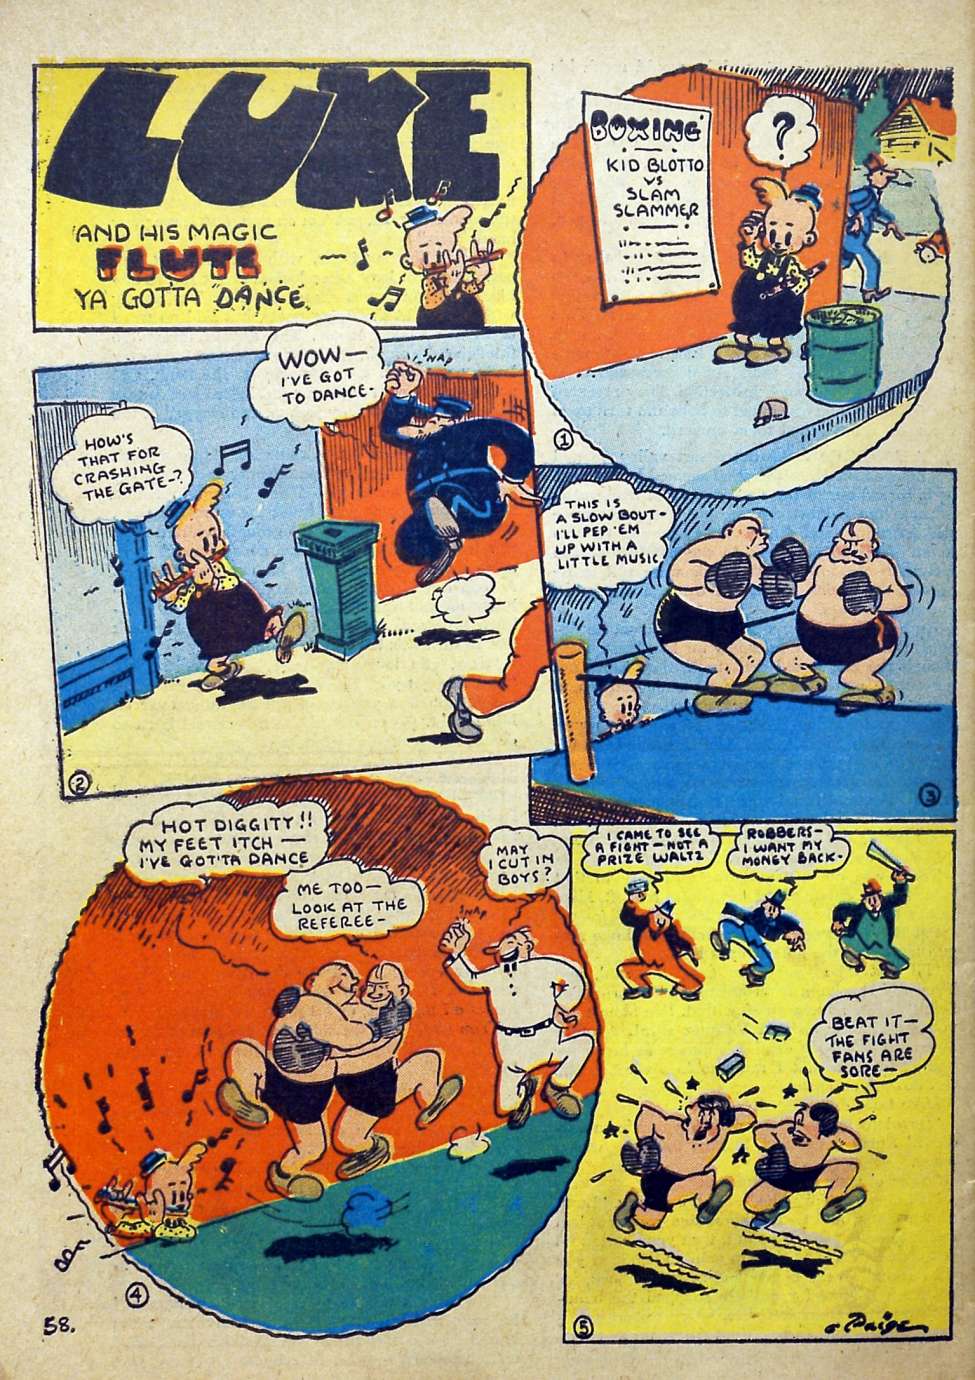 LUKE
AND HIS MAGIC
FLUTE
YA GOTTA DANCE
BOXING
KID BLOTTO
VS
SLAM
SLAMMER
?
1
HOW'S
THAT FOR
CRASHING
THE GATE-?
WOW—
I'VE GOT
TO DANCE-
SNAP
2
THIS IS
A SLOW BOUT-
I'LL PEP 'EM
UP WITH A
LITTLE MUSIC
3
HOT DIGGITY!!
MY FEET ITCH—
I'VE GOT'TA DANCE
ME TOO—
LOOK AT THE
REFEREE-
MAY
I CUT IN
BOYS?
SNAP
4
I CAME TO SEE
A FIGHT-NOT A
PRIZE WALTZ
ROBBERS-
I WANT MY
MONEY BACK-
BEAT IT-
THE FIGHT
FANS ARE
SORE-
5
Paige
58.